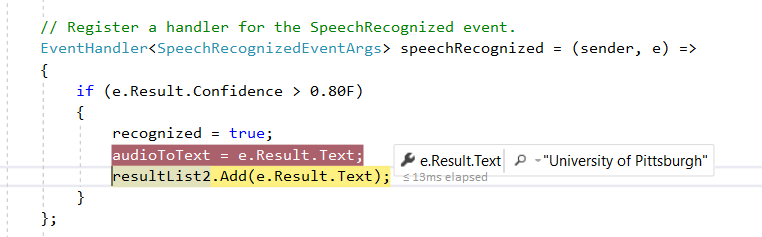 // Register a handler for the SpeechRecognized event.
EventHandler<SpeechRecognizedEventArgs> speechRecognized = (sender, e) =>
{
if (e.Result.Confidence > 0.80F)
{
recognized = true;
audioToText = e.Result.Text;
e.Result.Text "University of Pittsburgh"
resultList2.Add(e.Result.Text);
≤ 13ms elapsed
}
};